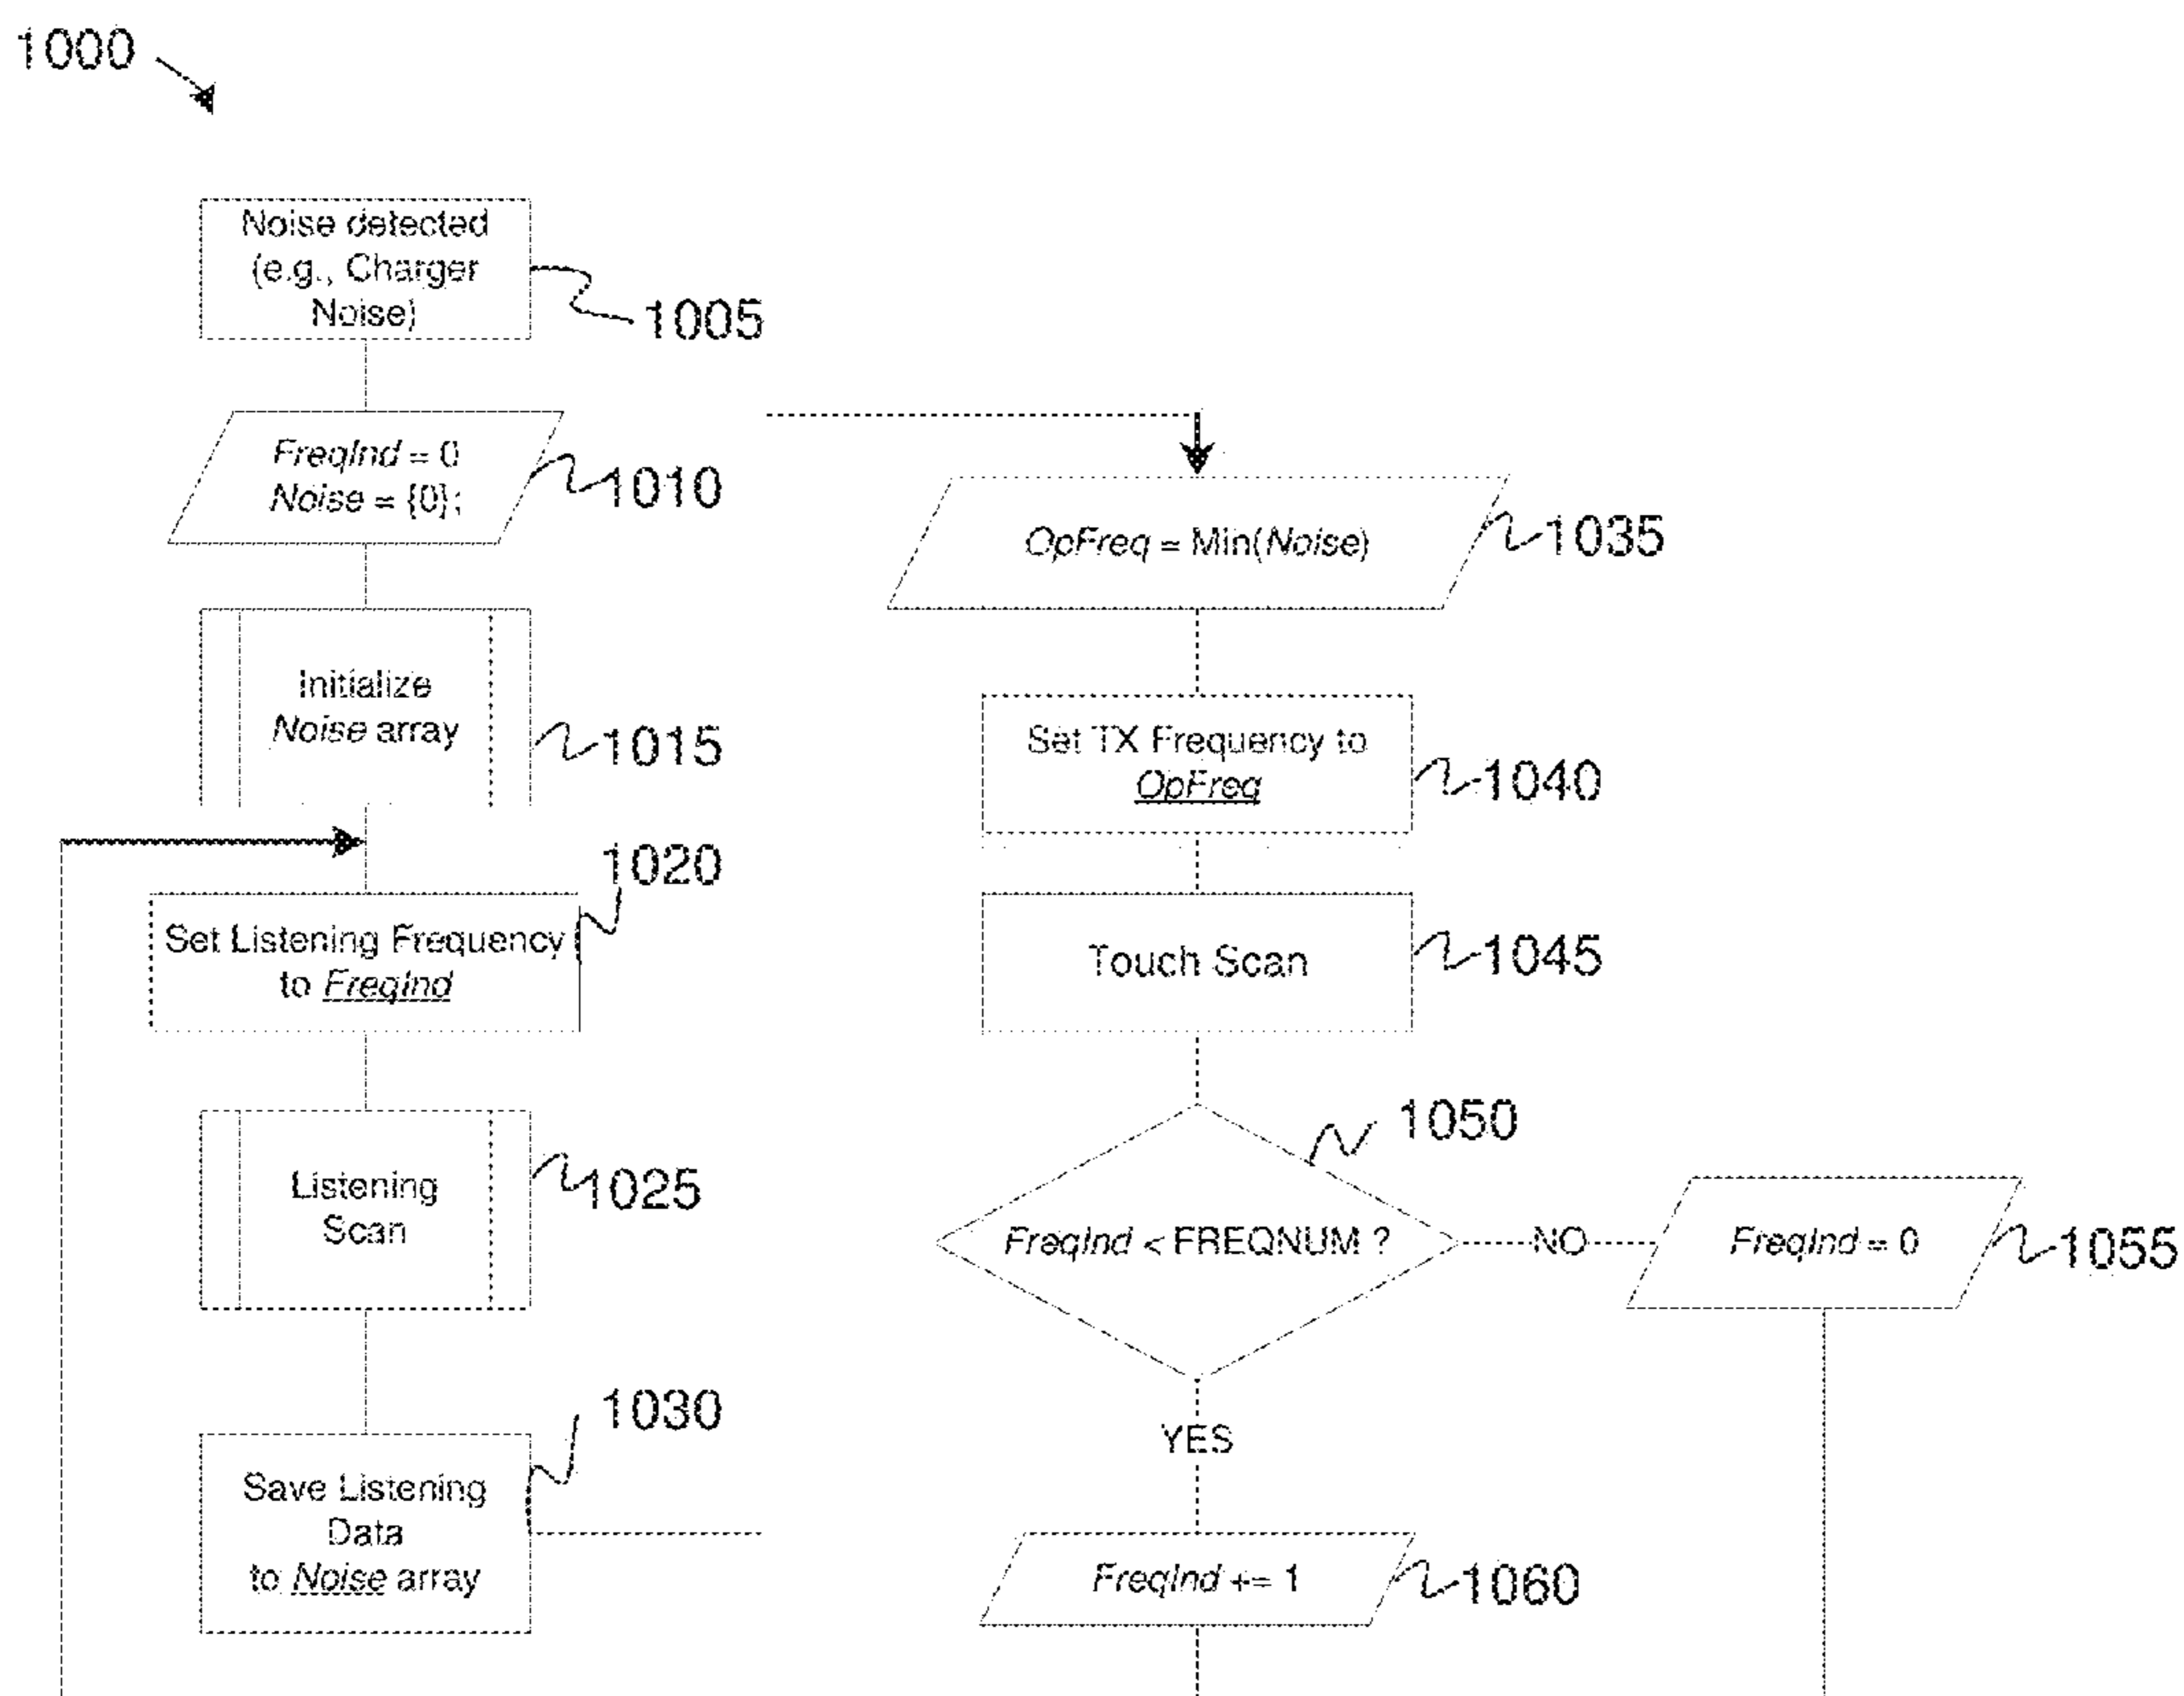 1000
Noise detected
(e.g., Charger
Noise)
1005
FreqInd = 0
Noise = {0};
1010
Initialize
Noise array
1015
1020
Set Listening Frequency
to FreqInd
Listening
Scan
1025
1030
Save Listening
Data
to Noise array
OpFreq = Min(Noise)
1035
Set TX Frequency to
OpFreq
1040
Touch Scan
1045
1050
FreqInd < FREQNUM ?
NO
FreqInd = 0
1055
YES
FreqInd += 1
1060